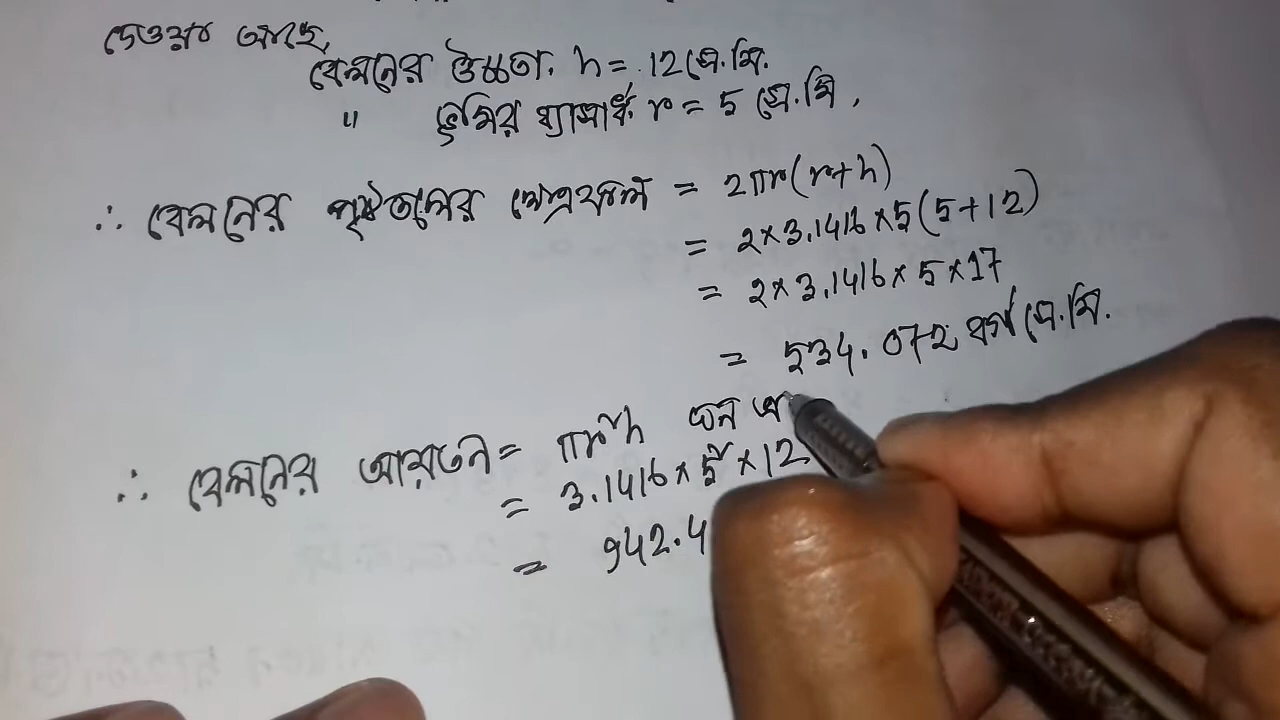 দেওয়া আছে,
বেলনের উচ্চতা, h = 12 সে.মি.
" ভূমির ব্যাসার্ধ r = 5 সে.মি,
∴ বেলনের পৃষ্ঠতলের ক্ষেত্রফল = 2πr(r+h)
= 2×3.1416×5(5+12)
= 2×3.1416×5×17
= 534.072 বর্গ সে.মি.
∴ বেলনের আয়তন = πr²h ঘন
= 3.1416×5²×12
= 942.4